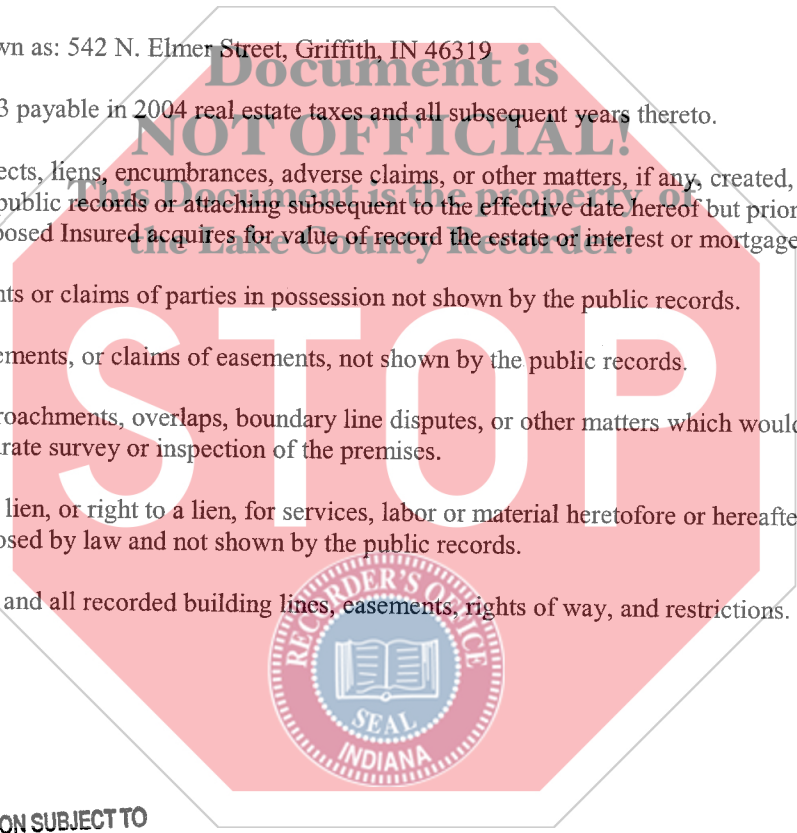 wn as: 542 N. Elmer Street, Griffith, IN 46319
Document is
3 payable in 2004 real estate taxes and all subsequent years thereto.
NOT OFFICIAL!
ects, liens, encumbrances, adverse claims, or other matters, if any, created,
This Document is the property of
public records or attaching subsequent to the effective date hereof but prior
posed Insured acquires for value of record the estate or interest or mortgage
the Lake County Recorder!
nts or claims of parties in possession not shown by the public records.
STOP
ements, or claims of easements, not shown by the public records.
roachments, overlaps, boundary line disputes, or other matters which would
rate survey or inspection of the premises.
lien, or right to a lien, for services, labor or material heretofore or hereafte
osed by law and not shown by the public records.
and all recorded building lines, easements, rights of way, and restrictions.
RECORDER'S OFFICE
SEAL
INDIANA
ON SUBJECT TO